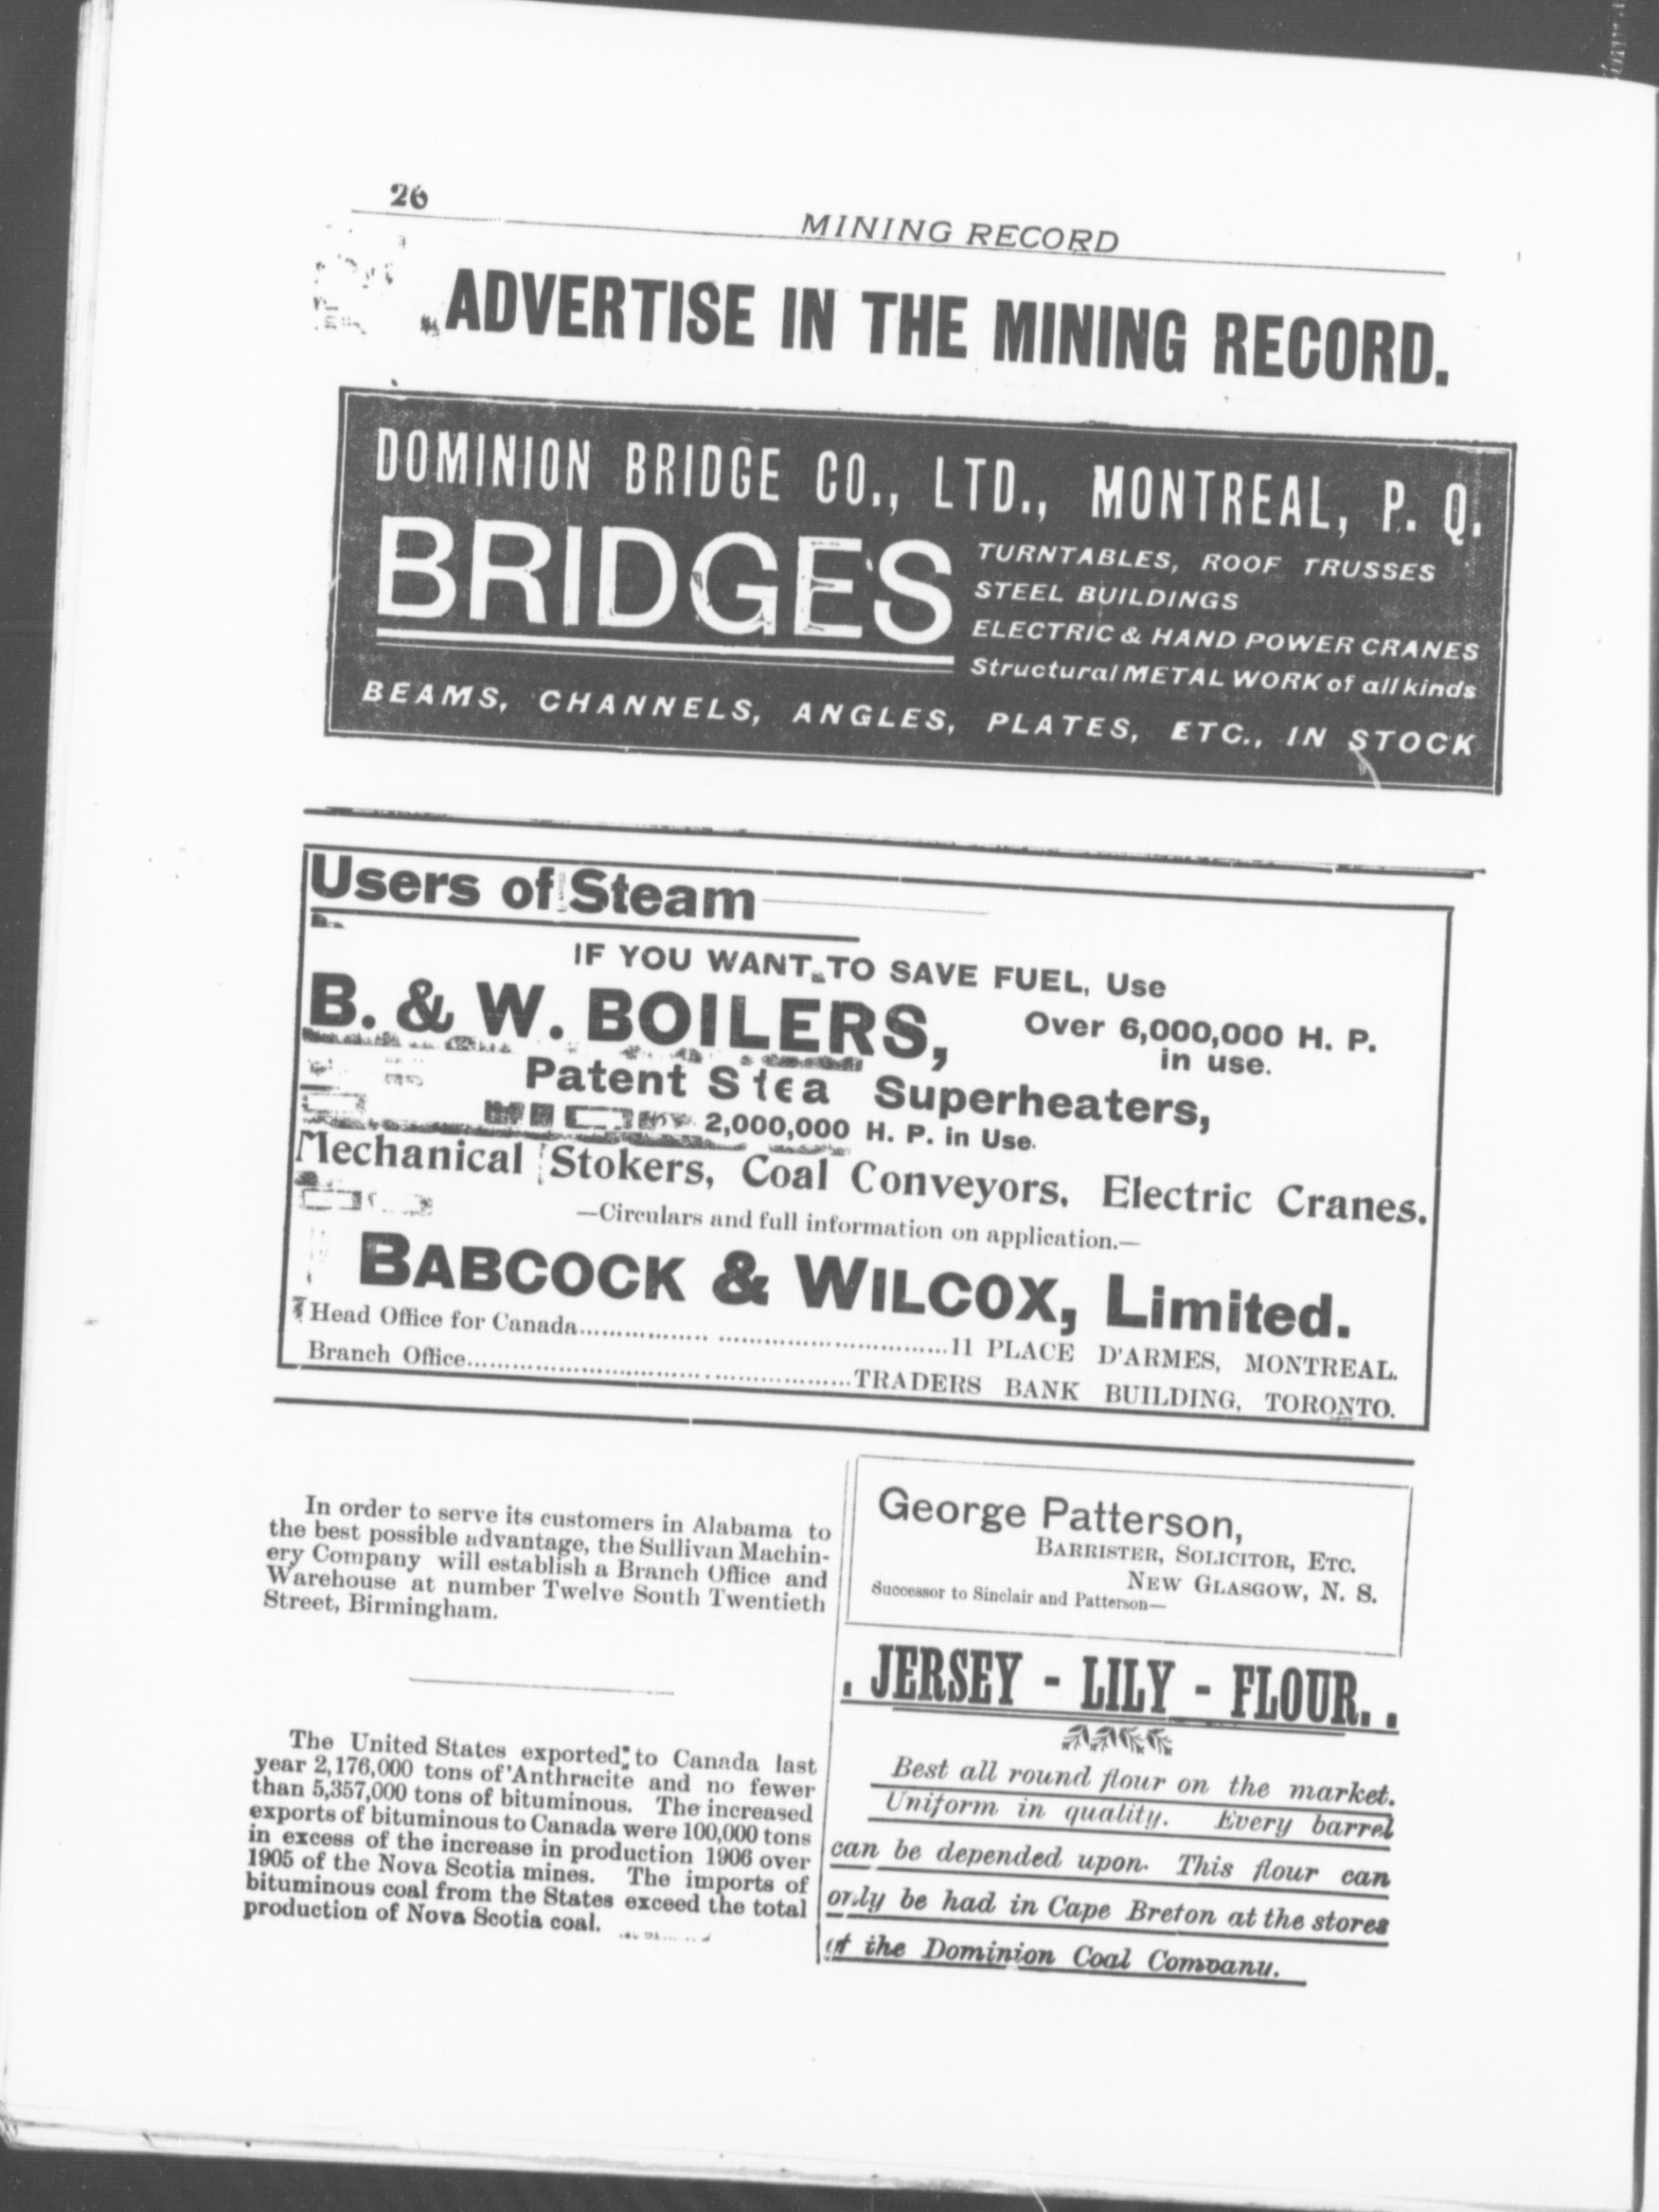 26
MINING RECORD
ADVERTISE IN THE MINING RECORD.
DOMINION BRIDGE CO., LTD., MONTREAL, P. Q.
BRIDGES
TURNTABLES, ROOF TRUSSES
STEEL BUILDINGS
ELECTRIC & HAND POWER CRANES
Structural METAL WORK of all kinds
BEAMS, CHANNELS, ANGLES, PLATES, ETC., IN STOCK
Users of Steam
IF YOU WANT TO SAVE FUEL, Use
B. & W. BOILERS,
Over 6,000,000 H. P.
in use.
Patent Stea Superheaters,
2,000,000 H. P. in Use.
Mechanical Stokers, Coal Conveyors, Electric Cranes.
—Circulars and full information on application.—
BABCOCK & WILCOX, Limited.
Head Office for Canada.................. ...............................11 PLACE D'ARMES, MONTREAL.
Branch Office...................................................TRADERS BANK BUILDING, TORONTO.
In order to serve its customers in Alabama to
the best possible advantage, the Sullivan Machin-
ery Company will establish a Branch Office and
Warehouse at number Twelve South Twentieth
Street, Birmingham.
The United States exported to Canada last
year 2,176,000 tons of Anthracite and no fewer
than 5,357,000 tons of bituminous. The increased
exports of bituminous to Canada were 100,000 tons
in excess of the increase in production 1906 over
1905 of the Nova Scotia mines. The imports of
bituminous coal from the States exceed the total
production of Nova Scotia coal.
George Patterson,
BARRISTER, SOLICITOR, ETC.
NEW GLASGOW, N. S.
Successor to Sinclair and Patterson—
. JERSEY - LILY - FLOUR. .
Best all round flour on the market.
Uniform in quality. Every barrel
can be depended upon. This flour can
only be had in Cape Breton at the stores
of the Dominion Coal Company.